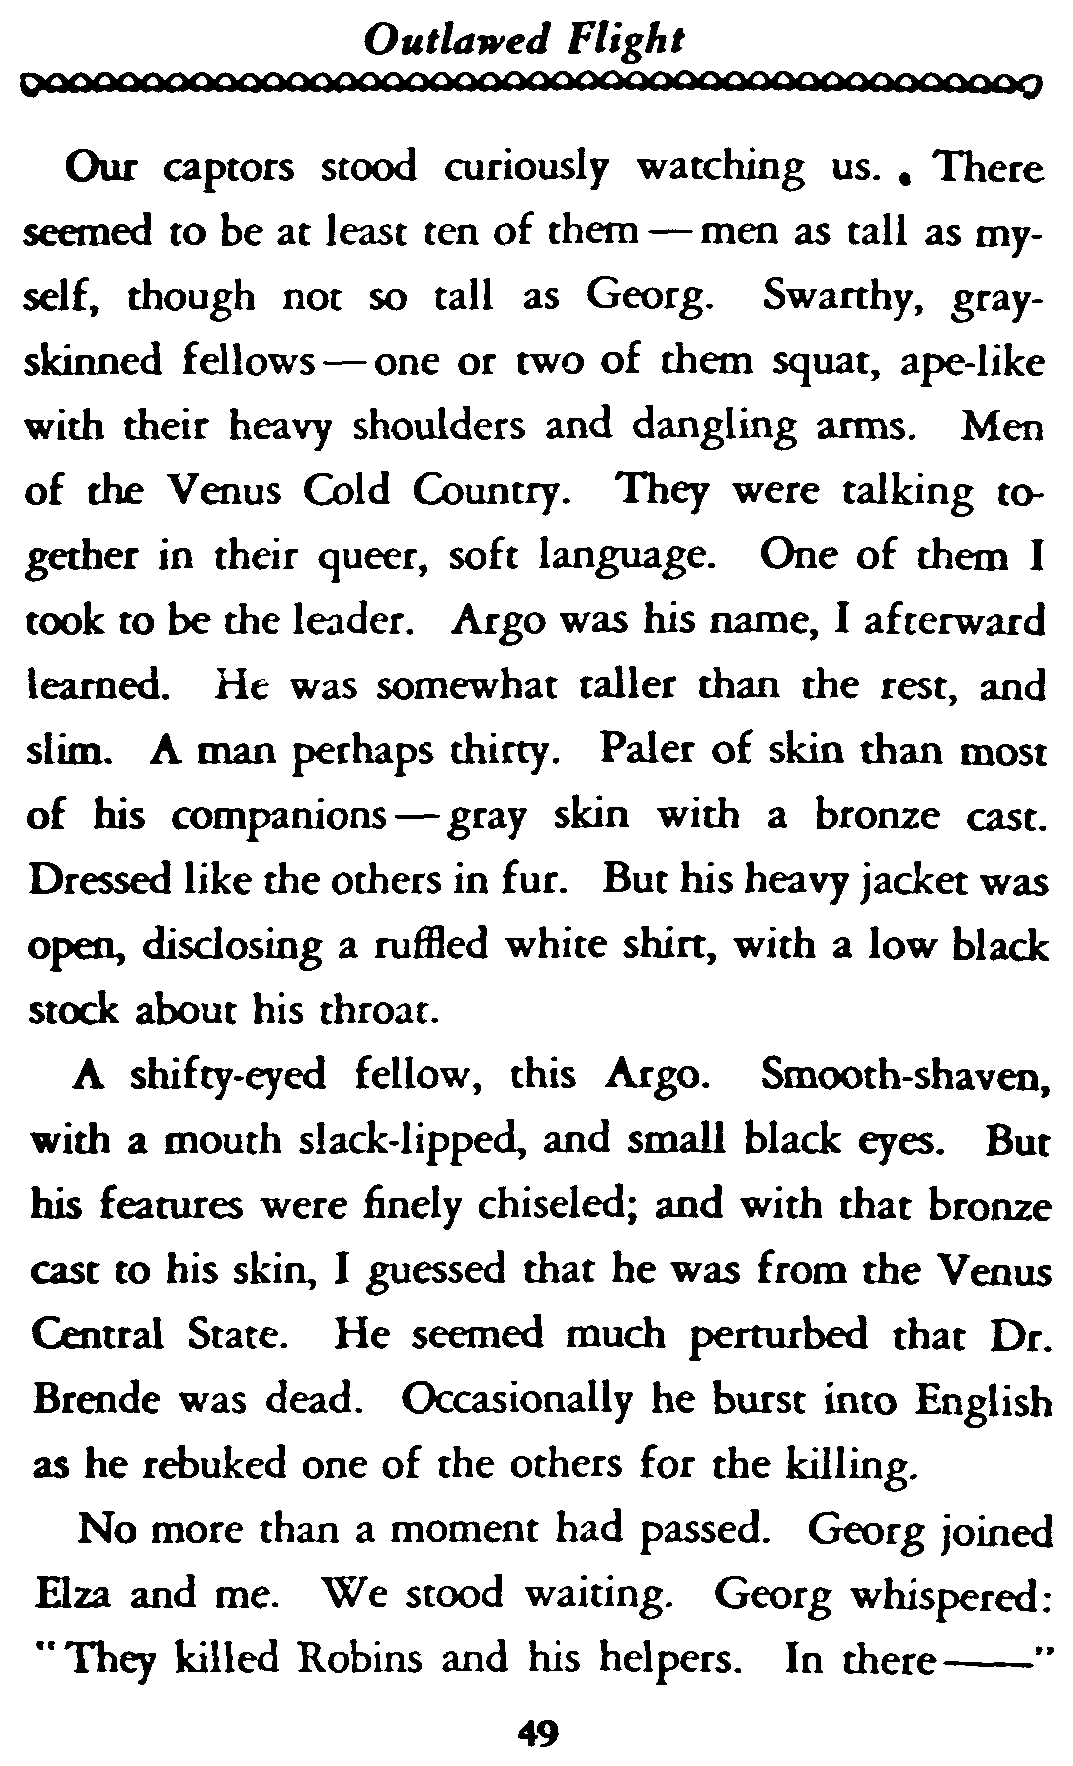 Outlawed Flight
Our captors stood curiously watching us. . There
seemed to be at least ten of them — men as tall as my-
self, though not so tall as Georg. Swarthy, gray-
skinned fellows — one or two of them squat, ape-like
with their heavy shoulders and dangling arms. Men
of the Venus Cold Country. They were talking to-
gether in their queer, soft language. One of them I
took to be the leader. Argo was his name, I afterward
learned. He was somewhat taller than the rest, and
slim. A man perhaps thirty. Paler of skin than most
of his companions — gray skin with a bronze cast.
Dressed like the others in fur. But his heavy jacket was
open, disclosing a ruffled white shirt, with a low black
stock about his throat.
A shifty-eyed fellow, this Argo. Smooth-shaven,
with a mouth slack-lipped, and small black eyes. But
his features were finely chiseled; and with that bronze
cast to his skin, I guessed that he was from the Venus
Central State. He seemed much perturbed that Dr.
Brende was dead. Occasionally he burst into English
as he rebuked one of the others for the killing.
No more than a moment had passed. Georg joined
Elza and me. We stood waiting. Georg whispered:
"They killed Robins and his helpers. In there——"
49